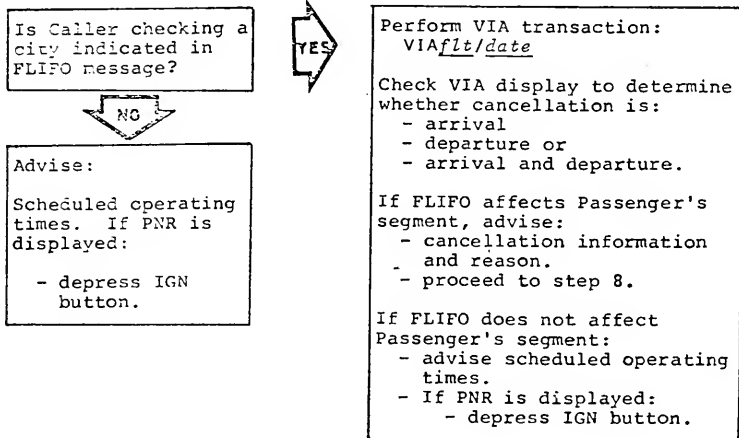 Is Caller checking a
city indicated in
FLIFO message?
YES
NO
Advise:
Scheduled operating
times. If PNR is
displayed:
- depress IGN
button.
Perform VIA transaction:
VIAflt/date
Check VIA display to determine
whether cancellation is:
- arrival
- departure or
- arrival and departure.
If FLIFO affects Passenger's
segment, advise:
- cancellation information
and reason.
- proceed to step 8.
If FLIFO does not affect
Passenger's segment:
- advise scheduled operating
times.
- If PNR is displayed:
- depress IGN button.